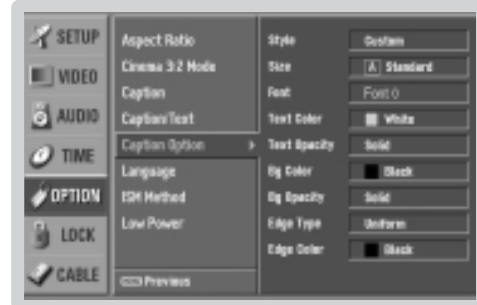 SETUP
VIDEO
AUDIO
TIME
OPTION
LOCK
CABLE
Aspect Ratio
Cinema 3:2 Mode
Caption
Caption/Text
Caption Option
Language
ISM Method
Low Power
Previous
Style Custom
Size A Standard
Font Font 0
Text Color White
Text Opacity Solid
Bg Color Black
Bg Opacity Solid
Edge Type Uniform
Edge Color Black